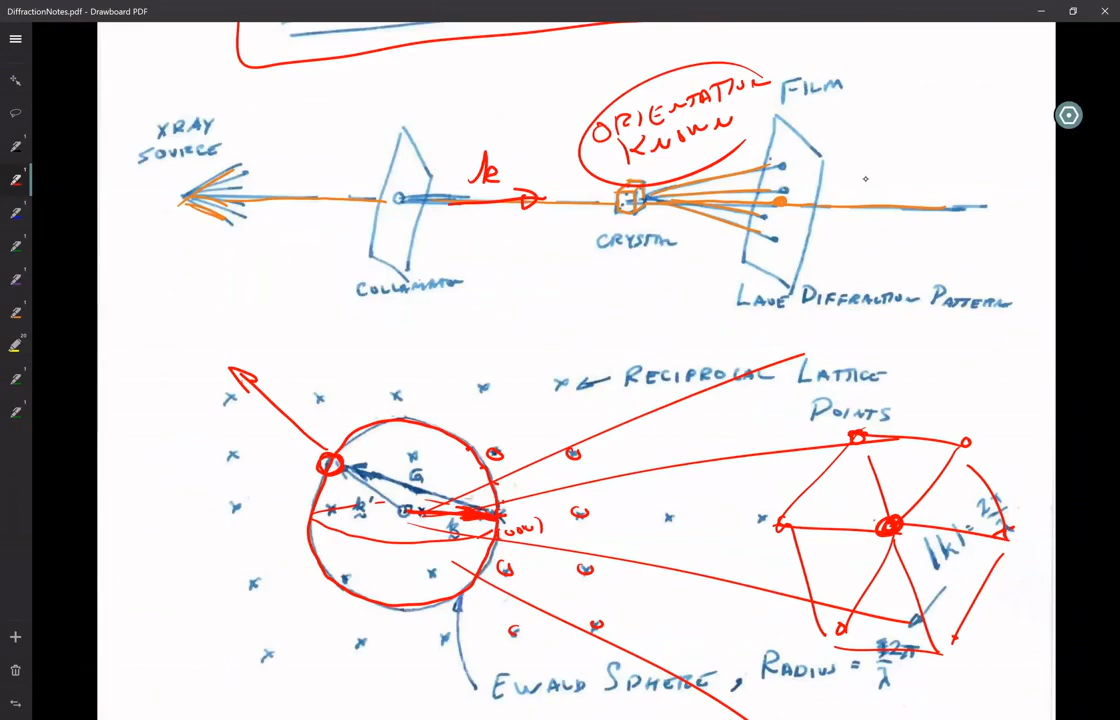 DiffractionNotes.pdf - Drawboard PDF
ORIENTATION
KNOWN
FILM
XRAY
SOURCE
k
CRYSTAL
COLLIMATOR
LAUE DIFFRACTION PATTERN
RECIPROCAL LATTICE
POINTS
G
k'
k
(000)
|k| = 2π
EWALD SPHERE, RADIUS = 2π
λ